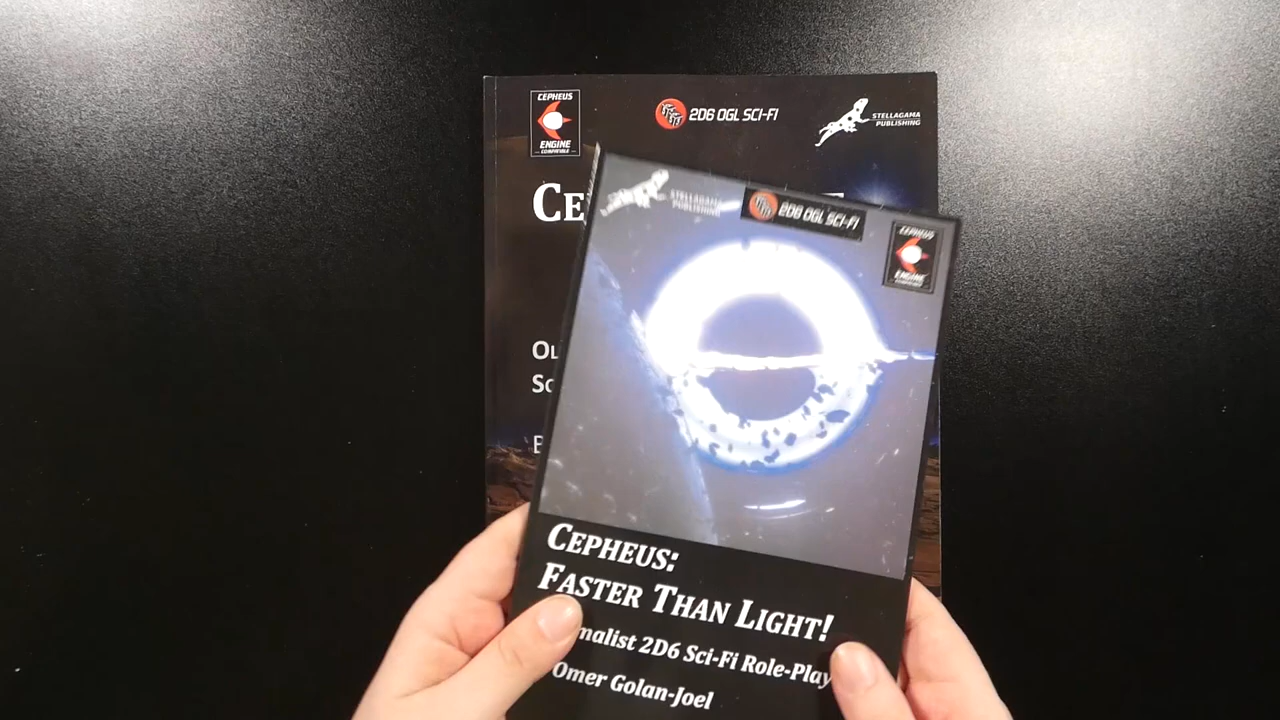 CEPHEUS
ENGINE
COMPATIBLE
2D6 OGL SCI-FI
STELLAGAMA
PUBLISHING
CE
STELLAGAMA
PUBLISHING
2D6 OGL SCI-FI
CEPHEUS
ENGINE
CEPHEUS:
FASTER THAN LIGHT!
malist 2D6 Sci-Fi Role-Play
Omer Golan-Joel